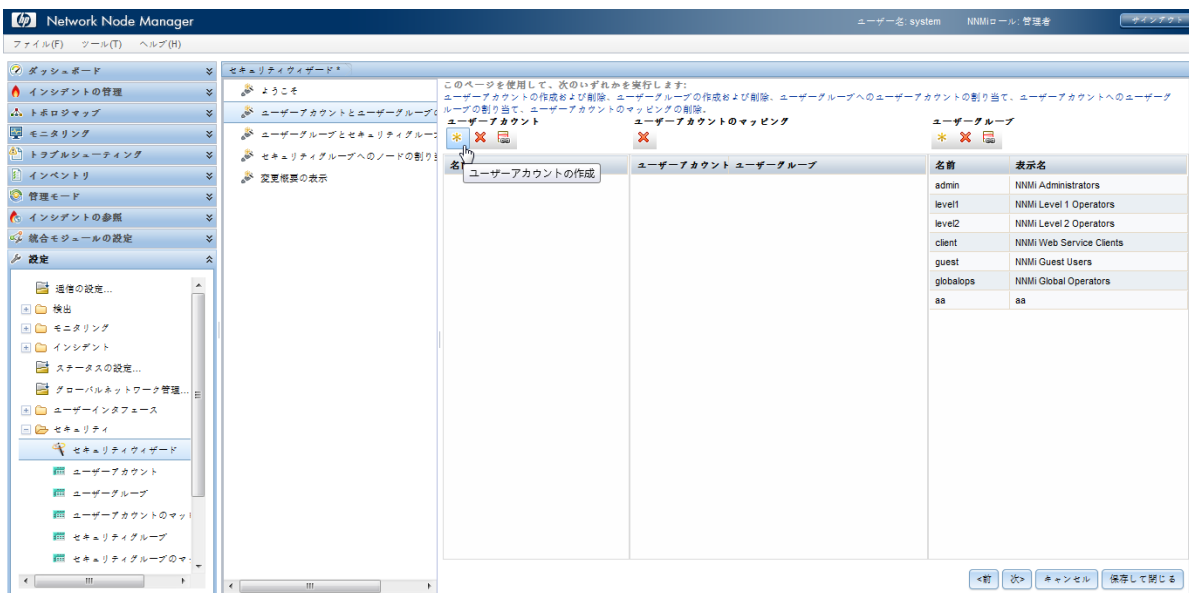 hp Network Node Manager
ユーザー名: system NNMiロール: 管理者 サインアウト
ファイル(F) ツール(T) ヘルプ(H)
ダッシュボード
インシデントの管理
トポロジマップ
モニタリング
トラブルシューティング
インベントリ
管理モード
インシデントの参照
統合モジュールの設定
設定
通信の設定...
検出
モニタリング
インシデント
ステータスの設定...
グローバルネットワーク管理...
ユーザーインタフェース
セキュリティ
セキュリティウィザード
ユーザーアカウント
ユーザーグループ
ユーザーアカウントのマッ
セキュリティグループ
セキュリティグループのマ
セキュリティウィザード *
ようこそ
ユーザーアカウントとユーザーグループ
ユーザーグループとセキュリティグルー
セキュリティグループへのノードの割り
変更概要の表示
このページを使用して、次のいずれかを実行します:
ユーザーアカウントの作成および削除、ユーザーグループの作成および削除、ユーザーグループへのユーザーアカウントの割り当て、ユーザーアカウントへのユーザーグ
ループの割り当て、ユーザーアカウントのマッピングの削除。
ユーザーアカウント
ユーザーアカウントの作成
ユーザーアカウントのマッピング
ユーザーアカウント ユーザーグループ
ユーザーグループ
名前 表示名
admin NNMi Administrators
level1 NNMi Level 1 Operators
level2 NNMi Level 2 Operators
client NNMi Web Service Clients
guest NNMi Guest Users
globalops NNMi Global Operators
aa aa
<前 次> キャンセル 保存して閉じる